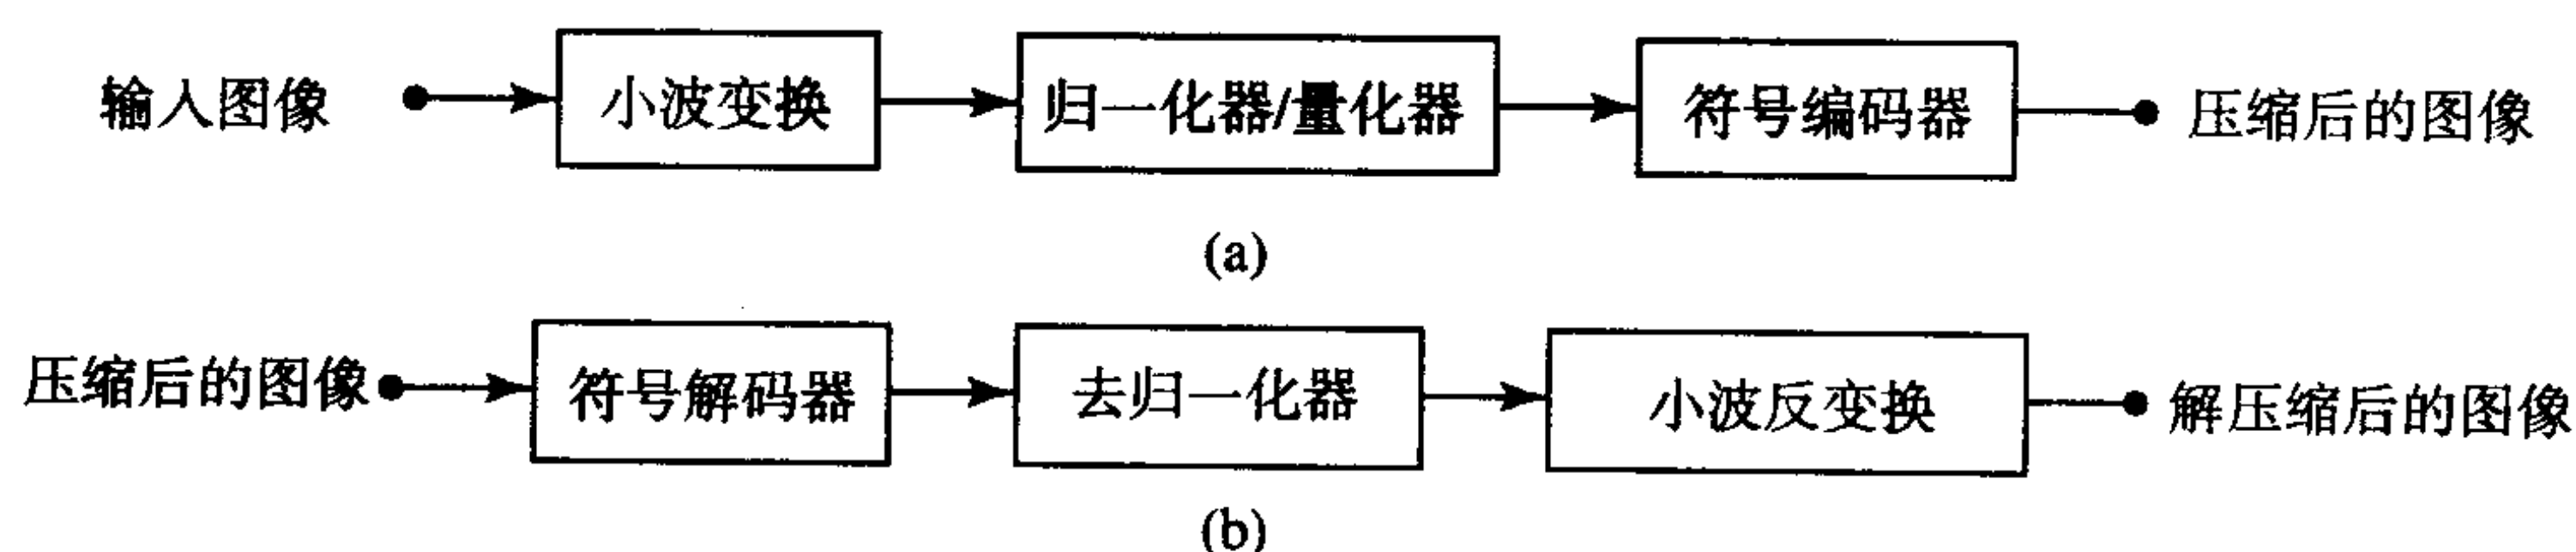 输入图像 小波变换 归一化器/量化器 符号编码器 压缩后的图像
(a)
压缩后的图像 符号解码器 去归一化器 小波反变换 解压缩后的图像
(b)